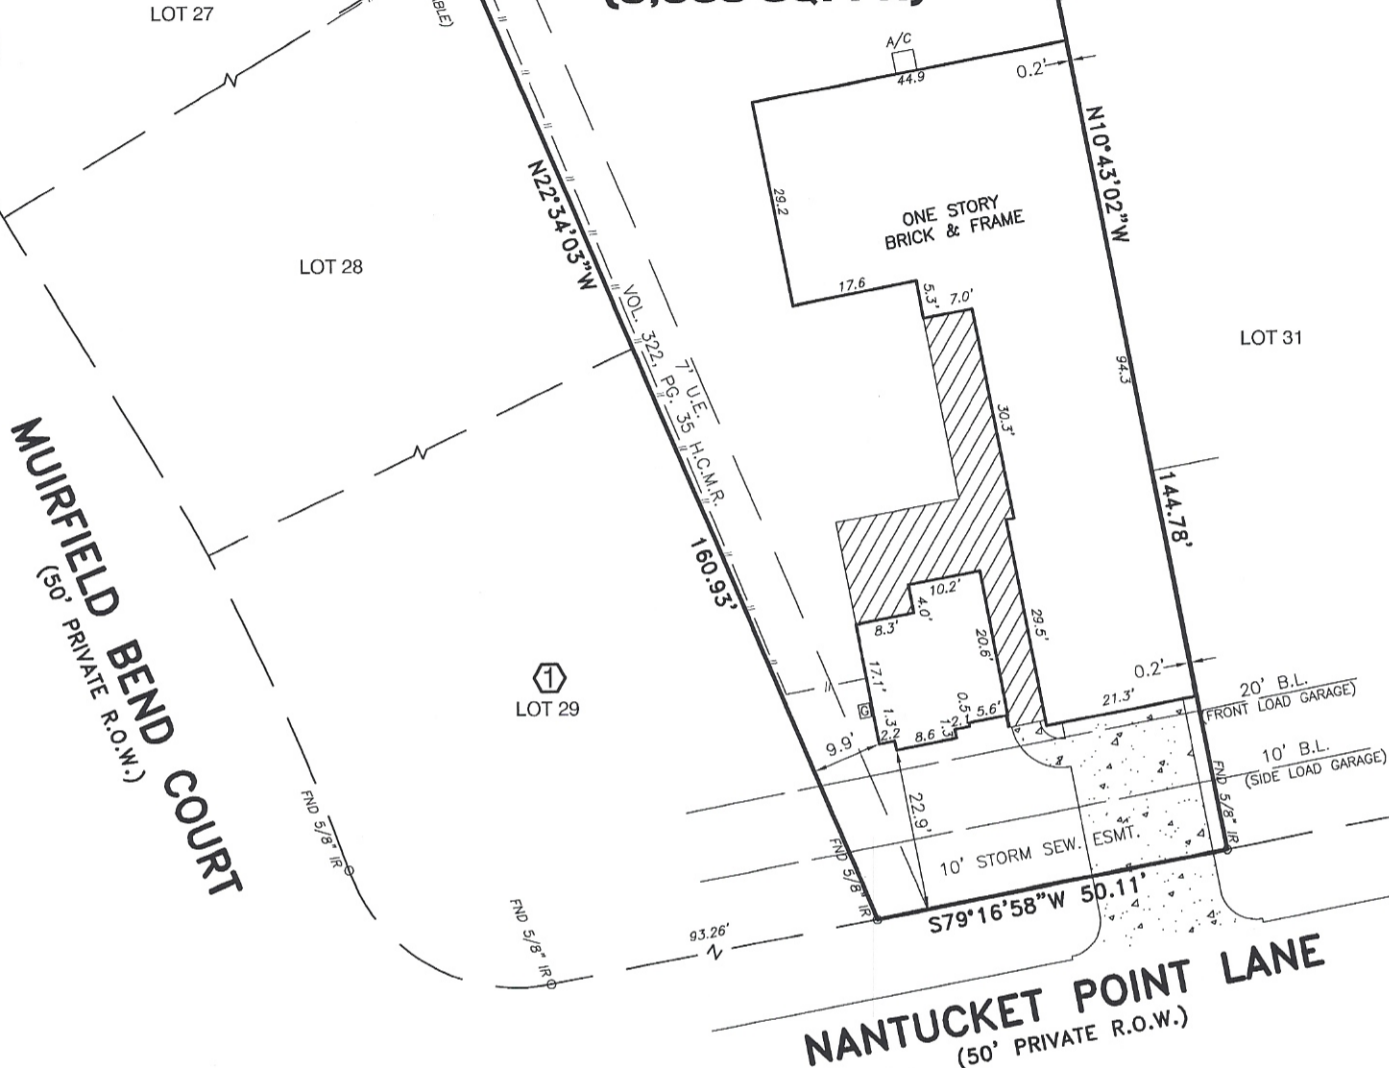 LOT 27
A/C
44.9
0.2'
N10°43'02"W
N22°34'03"W
29.2
ONE STORY
BRICK & FRAME
LOT 28
17.6
5.3'
7.0'
VOL. 322, PG. 35 H.C.M.R.
7' U.E.
LOT 31
94.3
30.3'
144.78'
MUIRFIELD BEND COURT
(50' PRIVATE R.O.W.)
160.93'
10.2'
4.0'
8.3'
20.6'
29.5'
17.1'
1
LOT 29
0.2'
21.3'
20' B.L.
(FRONT LOAD GARAGE)
G
1.3'
2.2
8.6
1.3'
1.2'
0.5'
5.6'
9.9'
10' B.L.
(SIDE LOAD GARAGE)
22.9'
FND 5/8" IR
FND 5/8" IR
FND 5/8" IR
FND 5/8" IR
10' STORM SEW. ESMT.
S79°16'58"W 50.11'
93.26'
NANTUCKET POINT LANE
(50' PRIVATE R.O.W.)